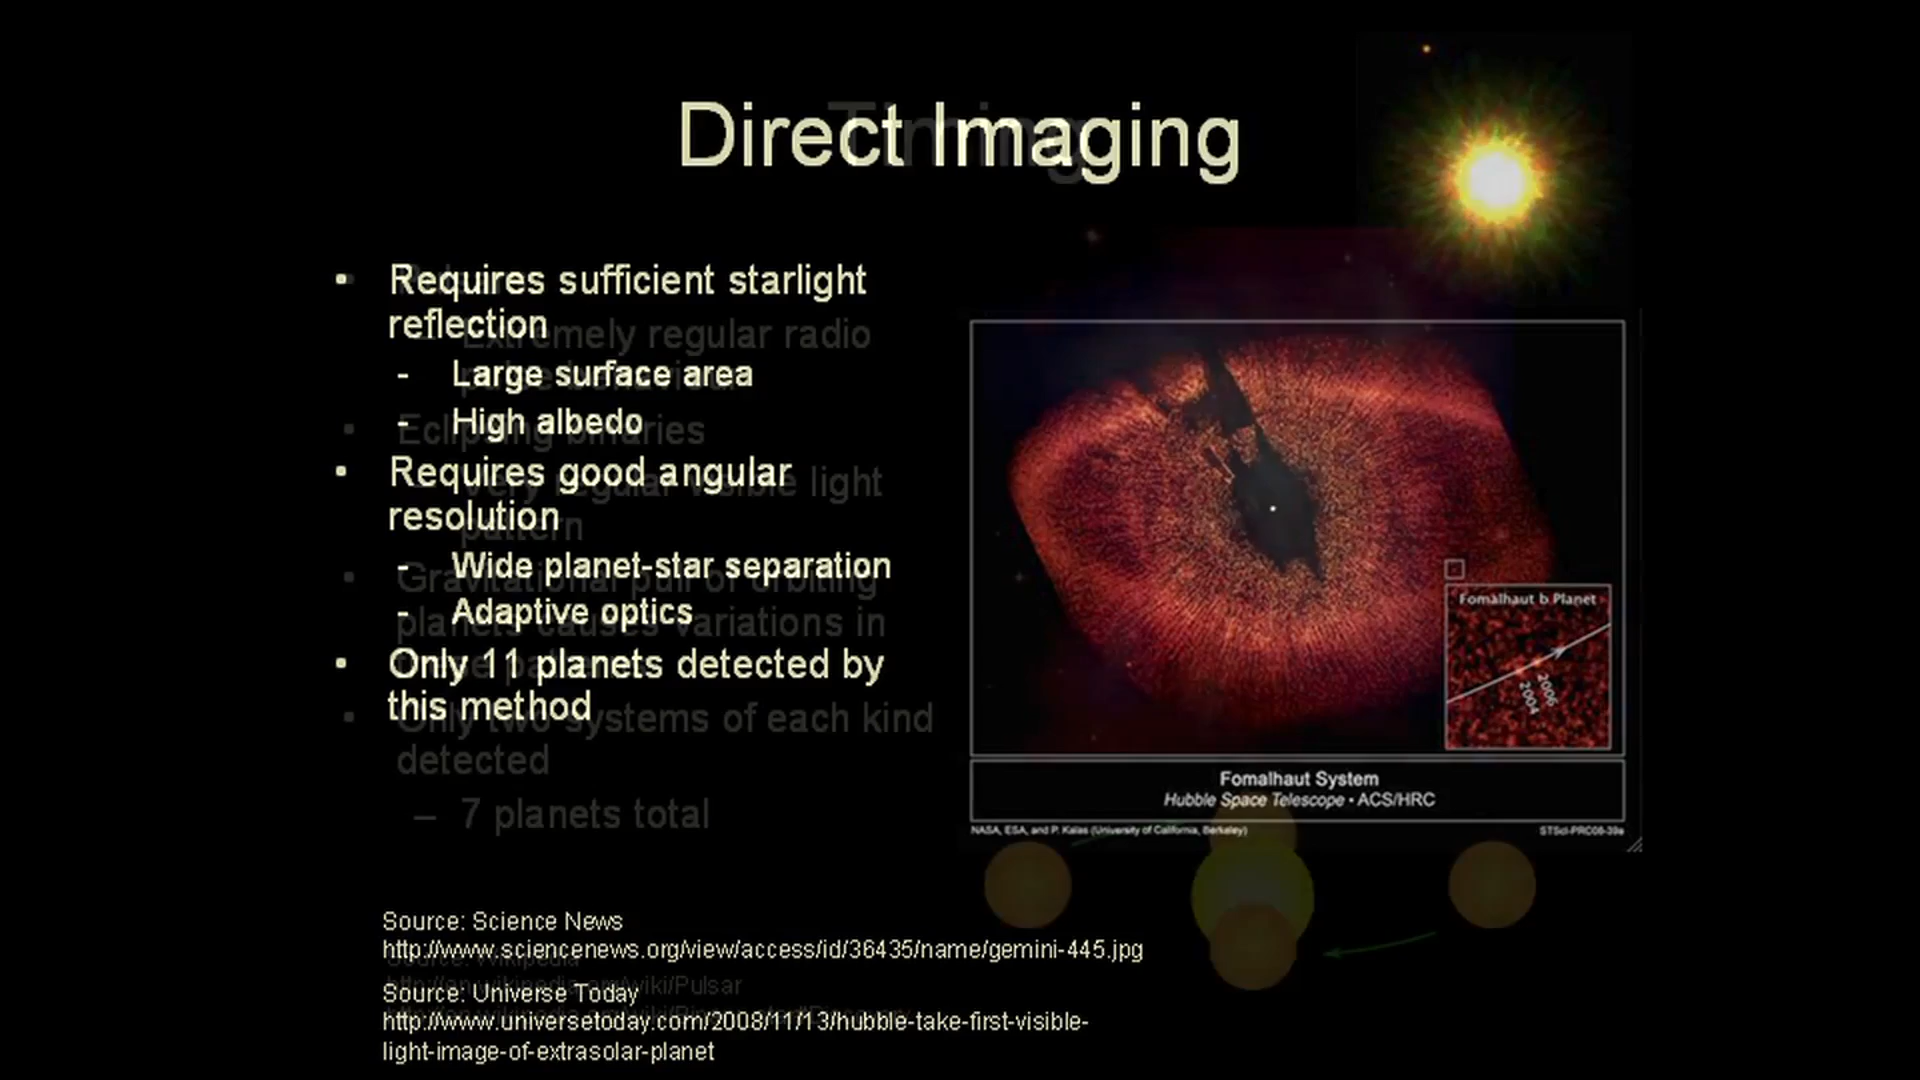 Direct Imaging
Timing
• Requires sufficient starlight
reflection
- Large surface area
- High albedo
• Requires good angular
resolution
- Wide planet-star separation
- Adaptive optics
• Only 11 planets detected by
this method
Extremely regular radio
• Eclipsing binaries
Very regular visible light
pattern
• Gravitational pull of orbiting
planets causes variations in
• Only two systems of each kind
detected
– 7 planets total
Fomalhaut b Planet
2006
2004
Fomalhaut System
Hubble Space Telescope • ACS/HRC
NASA, ESA, and P. Kalas (University of California, Berkeley)
STScI-PRC08-39a
Source: Science News
http://www.sciencenews.org/view/access/id/36435/name/gemini-445.jpg
Source: Universe Today
http://www.universetoday.com/2008/11/13/hubble-take-first-visible-
light-image-of-extrasolar-planet
Source: Wikipedia
http://en.wikipedia.org/wiki/Pulsar